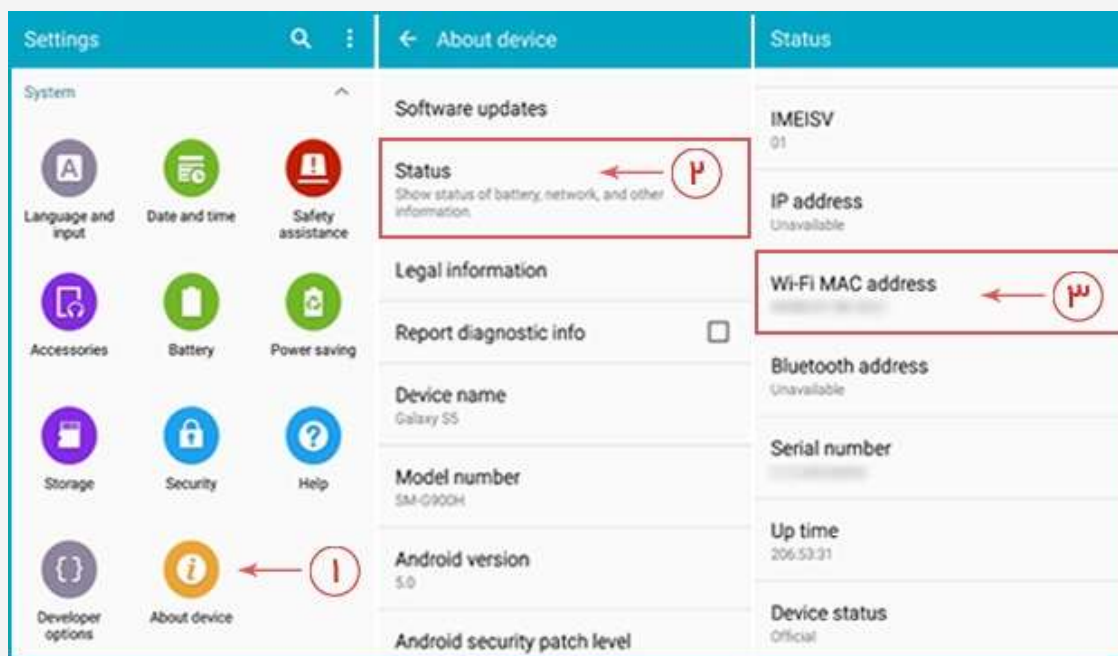 Settings
System
Language and
input
Date and time
Safety
assistance
Accessories
Battery
Power saving
Storage
Security
Help
Developer
options
About device
۱
About device
Software updates
Status
Show status of battery, network, and other
information.
۲
Legal information
Report diagnostic info
Device name
Galaxy S5
Model number
SM-G900H
Android version
5.0
Android security patch level
Status
IMEISV
01
IP address
Unavailable
Wi-Fi MAC address
۳
Bluetooth address
Unavailable
Serial number
Up time
206:53:31
Device status
Official